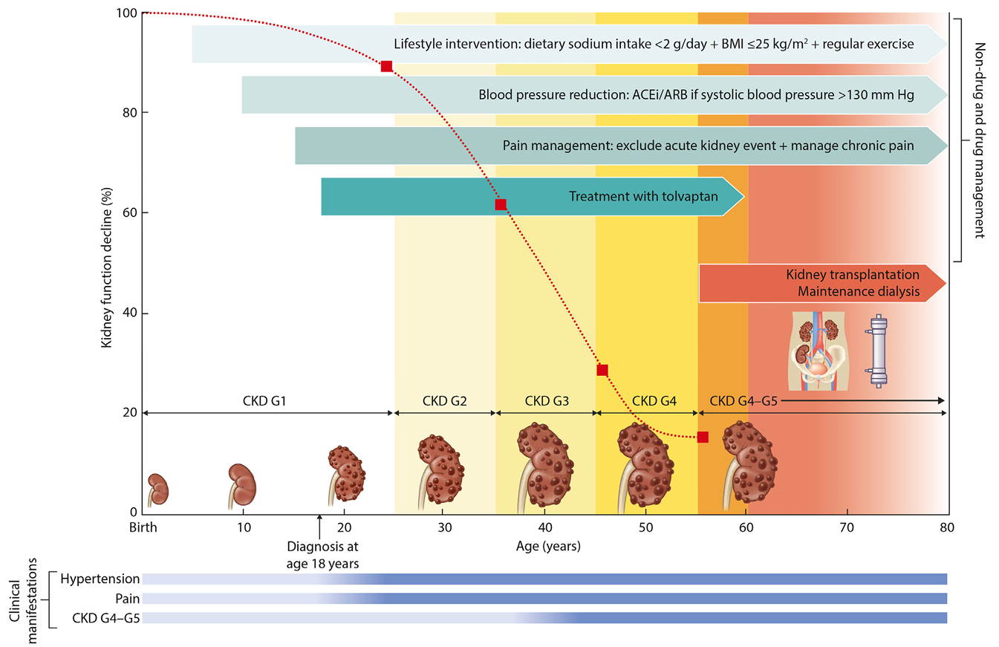 100
Lifestyle intervention: dietary sodium intake <2 g/day + BMI ≤25 kg/m² + regular exercise
Blood pressure reduction: ACEi/ARB if systolic blood pressure >130 mm Hg
80
Pain management: exclude acute kidney event + manage chronic pain
Treatment with tolvaptan
60
Non-drug and drug management
Kidney function decline (%)
Kidney transplantation
Maintenance dialysis
40
CKD G1
CKD G2
CKD G3
CKD G4
CKD G4–G5
20
0
Birth
10
20
30
40
50
60
70
80
Diagnosis at
age 18 years
Age (years)
Clinical
manifestations
Hypertension
Pain
CKD G4–G5